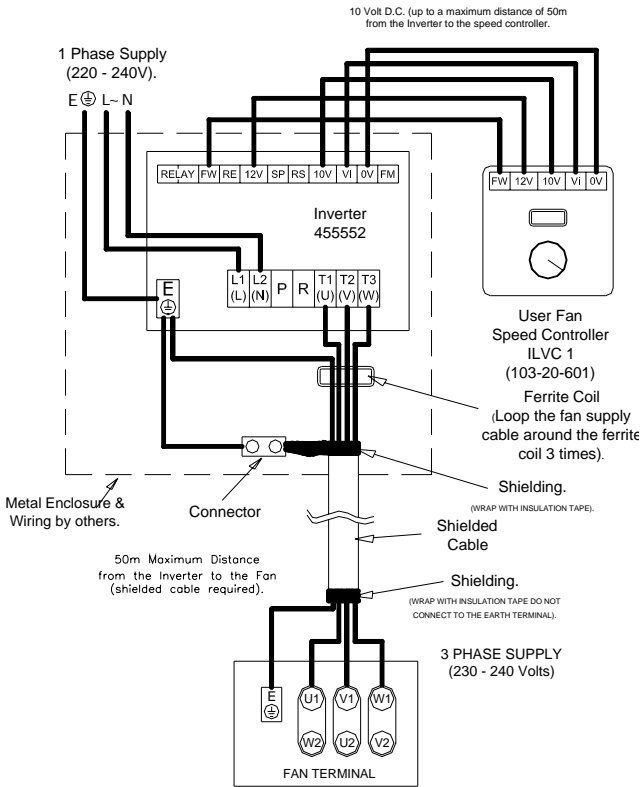 10 Volt D.C. (up to a maximum distance of 50m
from the Inverter to the speed controller.
1 Phase Supply
(220 - 240V).
E L~ N
RELAY FW RE 12V SP RS 10V VI 0V FM
FW 12V 10V Vi 0V
Inverter
455552
L1 L2 P R T1 T2 T3
(L) (N) (U) (V) (W)
E
User Fan
Speed Controller
ILVC 1
(103-20-601)
Ferrite Coil
(Loop the fan supply
cable around the ferrite
coil 3 times).
Shielding.
(WRAP WITH INSULATION TAPE).
Metal Enclosure &
Wiring by others.
Connector
Shielded
Cable
50m Maximum Distance
from the Inverter to the Fan
(shielded cable required).
Shielding.
(WRAP WITH INSULATION TAPE DO NOT
CONNECT TO THE EARTH TERMINAL).
3 PHASE SUPPLY
(230 - 240 Volts)
E U1 V1 W1
W2 U2 V2
FAN TERMINAL